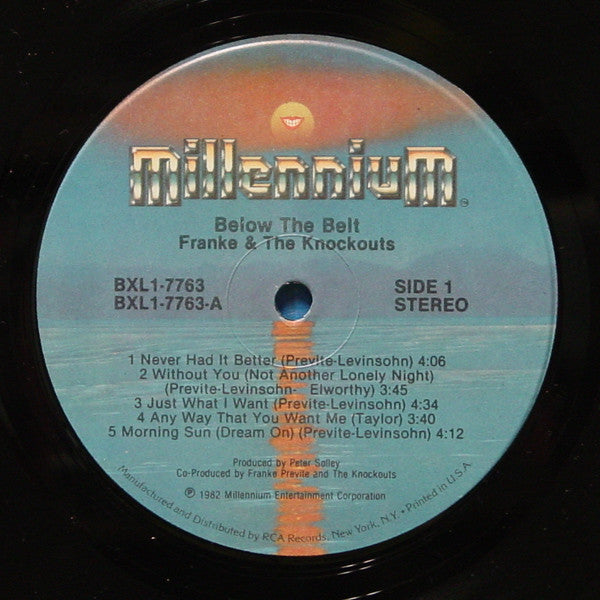 MillenniuM
Below The Belt
Franke & The Knockouts
BXL1-7763
BXL1-7763-A
SIDE 1
STEREO
1 Never Had It Better (Previte-Levinsohn) 4:06
2 Without You (Not Another Lonely Night)
(Previte-Levinsohn- Elworthy) 3:45
3 Just What I Want (Previte-Levinsohn) 4:34
4 Any Way That You Want Me (Taylor) 3:40
5 Morning Sun (Dream On) (Previte-Levinsohn) 4:12
Produced by Peter Solley
Co-Produced by Franke Previte and The Knockouts
℗ 1982 Millennium Entertainment Corporation
Manufactured and Distributed by RCA Records, New York, N.Y. • Printed in U.S.A.